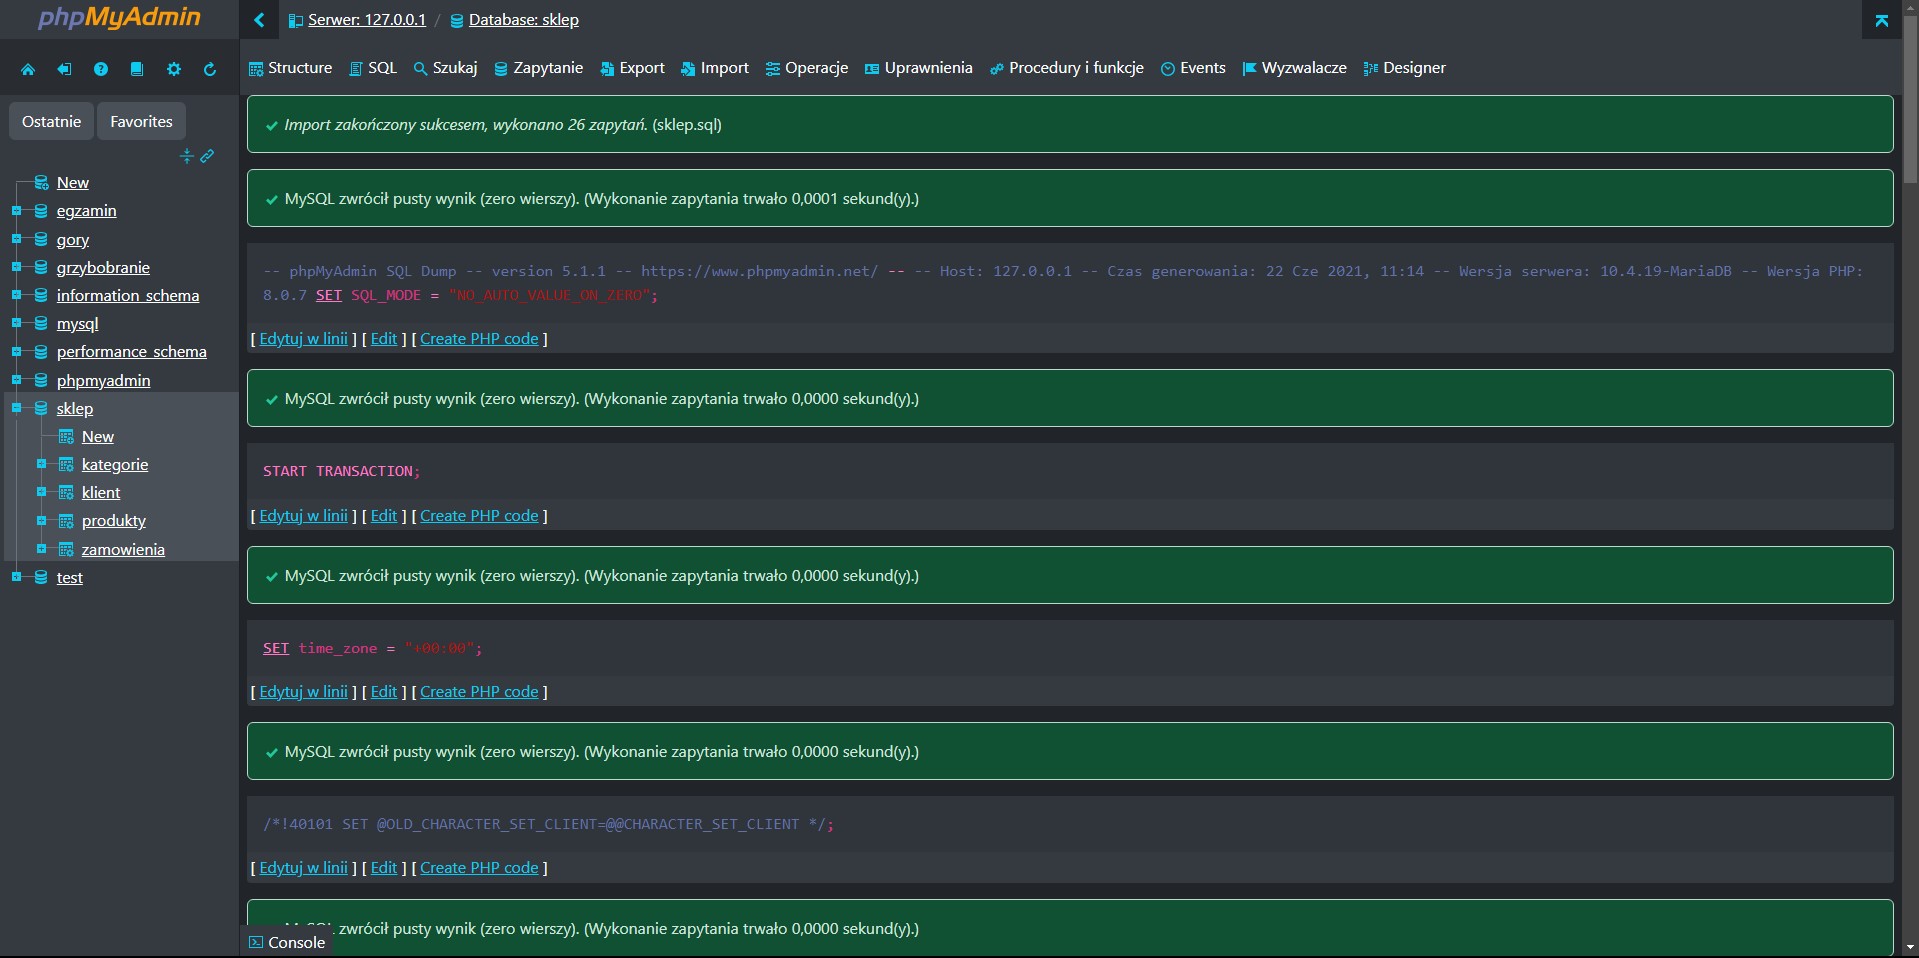 phpMyAdmin
Serwer: 127.0.0.1 / Database: sklep
Structure SQL Szukaj Zapytanie Export Import Operacje Uprawnienia Procedury i funkcje Events Wyzwalacze Designer
Ostatnie Favorites
New
egzamin
gory
grzybobranie
information_schema
mysql
performance_schema
phpmyadmin
sklep
New
kategorie
klient
produkty
zamowienia
test
Import zakończony sukcesem, wykonano 26 zapytań. (sklep.sql)
MySQL zwrócił pusty wynik (zero wierszy). (Wykonanie zapytania trwało 0,0001 sekund(y).)
-- phpMyAdmin SQL Dump -- version 5.1.1 -- https://www.phpmyadmin.net/ -- -- Host: 127.0.0.1 -- Czas generowania: 22 Cze 2021, 11:14 -- Wersja serwera: 10.4.19-MariaDB -- Wersja PHP:
8.0.7 SET SQL_MODE = "NO_AUTO_VALUE_ON_ZERO";
[ Edytuj w linii ] [ Edit ] [ Create PHP code ]
MySQL zwrócił pusty wynik (zero wierszy). (Wykonanie zapytania trwało 0,0000 sekund(y).)
START TRANSACTION;
[ Edytuj w linii ] [ Edit ] [ Create PHP code ]
MySQL zwrócił pusty wynik (zero wierszy). (Wykonanie zapytania trwało 0,0000 sekund(y).)
SET time_zone = "+00:00";
[ Edytuj w linii ] [ Edit ] [ Create PHP code ]
MySQL zwrócił pusty wynik (zero wierszy). (Wykonanie zapytania trwało 0,0000 sekund(y).)
/*!40101 SET @OLD_CHARACTER_SET_CLIENT=@@CHARACTER_SET_CLIENT */;
[ Edytuj w linii ] [ Edit ] [ Create PHP code ]
MySQL zwrócił pusty wynik (zero wierszy). (Wykonanie zapytania trwało 0,0000 sekund(y).)
Console